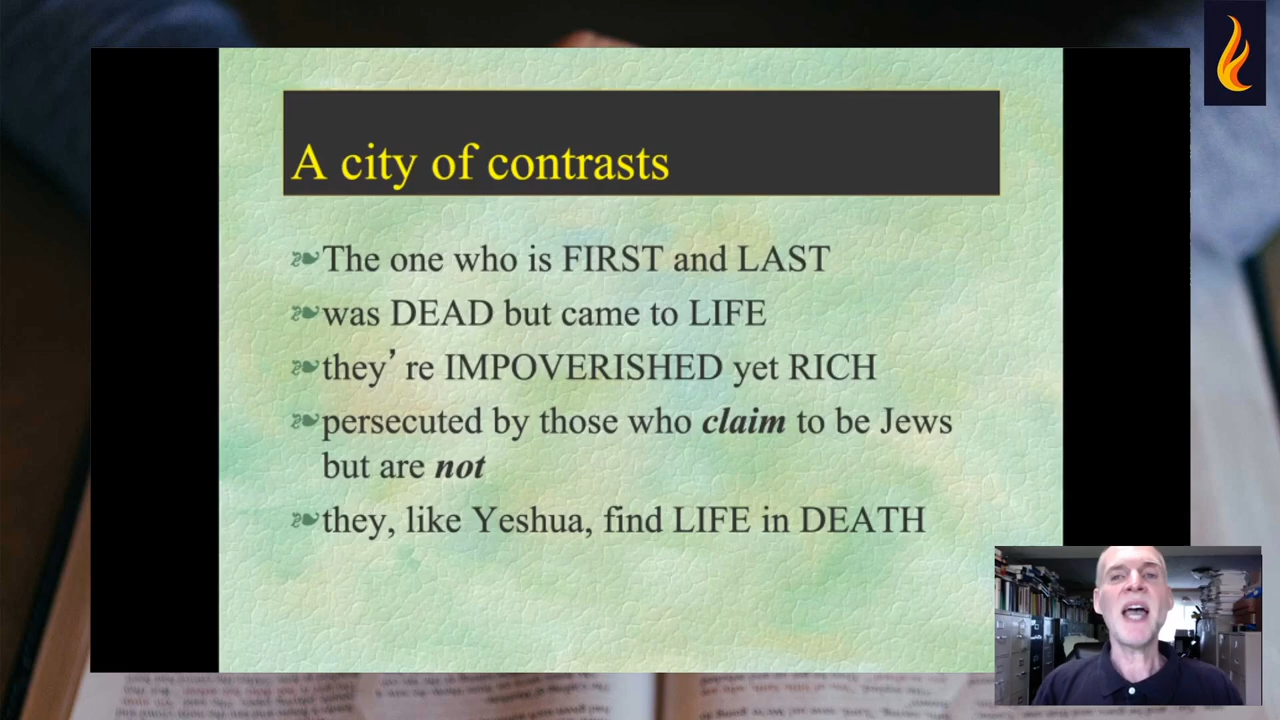 A city of contrasts
The one who is FIRST and LAST
was DEAD but came to LIFE
they’ re IMPOVERISHED yet RICH
persecuted by those who claim to be Jews
but are not
they, like Yeshua, find LIFE in DEATH